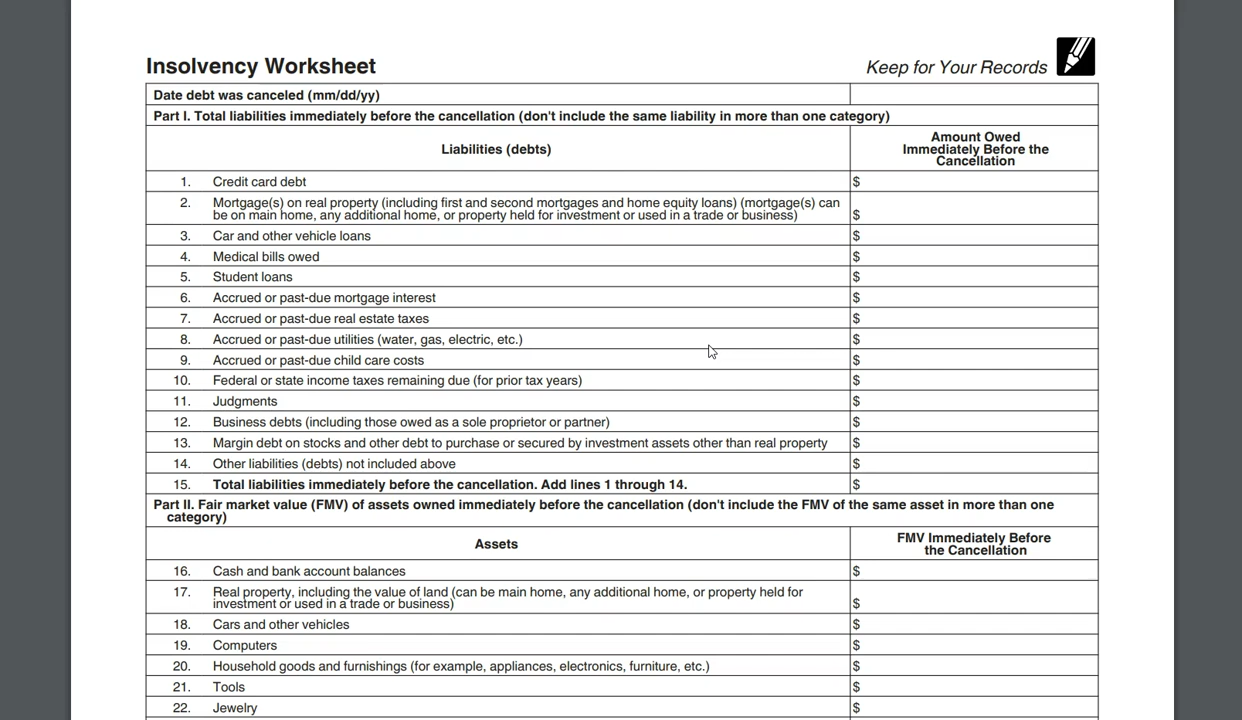 Insolvency Worksheet
Keep for Your Records
Date debt was canceled (mm/dd/yy)
Part I. Total liabilities immediately before the cancellation (don't include the same liability in more than one category)
Liabilities (debts)
Amount Owed
Immediately Before the
Cancellation
1. Credit card debt $
2. Mortgage(s) on real property (including first and second mortgages and home equity loans) (mortgage(s) can
be on main home, any additional home, or property held for investment or used in a trade or business) $
3. Car and other vehicle loans $
4. Medical bills owed $
5. Student loans $
6. Accrued or past-due mortgage interest $
7. Accrued or past-due real estate taxes $
8. Accrued or past-due utilities (water, gas, electric, etc.) $
9. Accrued or past-due child care costs $
10. Federal or state income taxes remaining due (for prior tax years) $
11. Judgments $
12. Business debts (including those owed as a sole proprietor or partner) $
13. Margin debt on stocks and other debt to purchase or secured by investment assets other than real property $
14. Other liabilities (debts) not included above $
15. Total liabilities immediately before the cancellation. Add lines 1 through 14. $
Part II. Fair market value (FMV) of assets owned immediately before the cancellation (don't include the FMV of the same asset in more than one
category)
Assets
FMV Immediately Before
the Cancellation
16. Cash and bank account balances $
17. Real property, including the value of land (can be main home, any additional home, or property held for
investment or used in a trade or business) $
18. Cars and other vehicles $
19. Computers $
20. Household goods and furnishings (for example, appliances, electronics, furniture, etc.) $
21. Tools $
22. Jewelry $